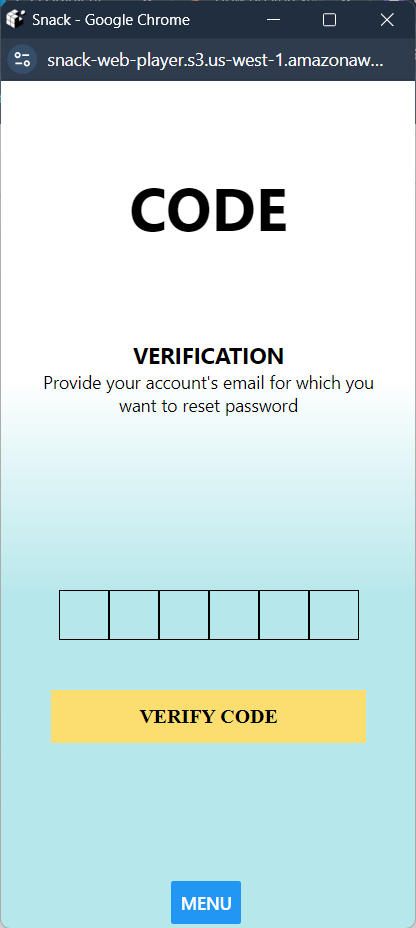 Snack - Google Chrome
snack-web-player.s3.us-west-1.amazonaw...
CODE
VERIFICATION
Provide your account's email for which you
want to reset password
VERIFY CODE
MENU